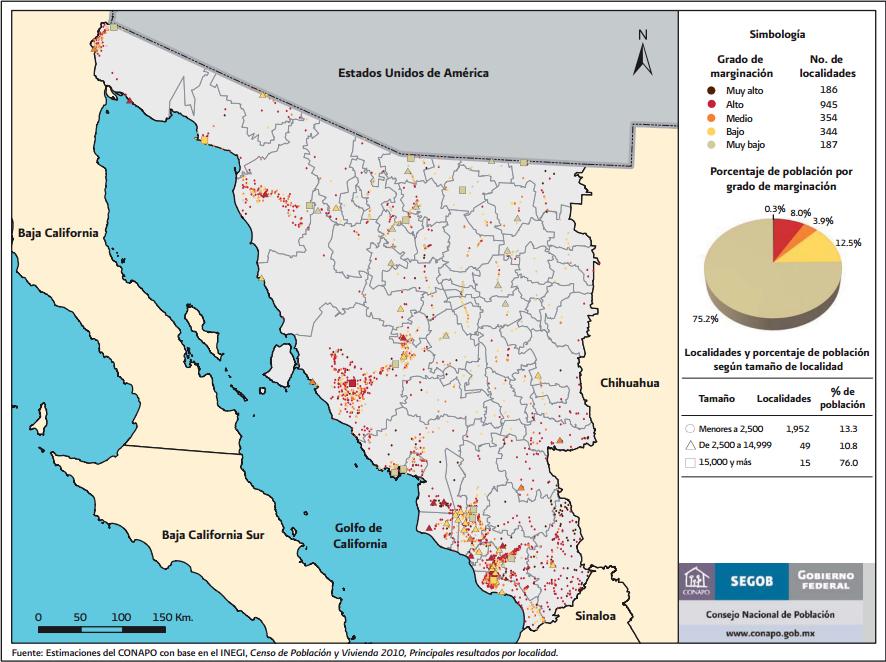 Estados Unidos de América
N
Baja California
Chihuahua
Baja California Sur
Golfo de
California
Sinaloa
0 50 100 150 Km.
Simbología
Grado de
marginación
No. de
localidades
Muy alto 186
Alto 945
Medio 354
Bajo 344
Muy bajo 187
Porcentaje de población por
grado de marginación
0.3%
8.0%
3.9%
12.5%
75.2%
Localidades y porcentaje de población
según tamaño de localidad
Tamaño Localidades % de
población
Menores a 2,500 1,952 13.3
De 2,500 a 14,999 49 10.8
15,000 y más 15 76.0
CONAPO
SEGOB
GOBIERNO
FEDERAL
Consejo Nacional de Población
www.conapo.gob.mx
Fuente: Estimaciones del CONAPO con base en el INEGI, Censo de Población y Vivienda 2010, Principales resultados por localidad.